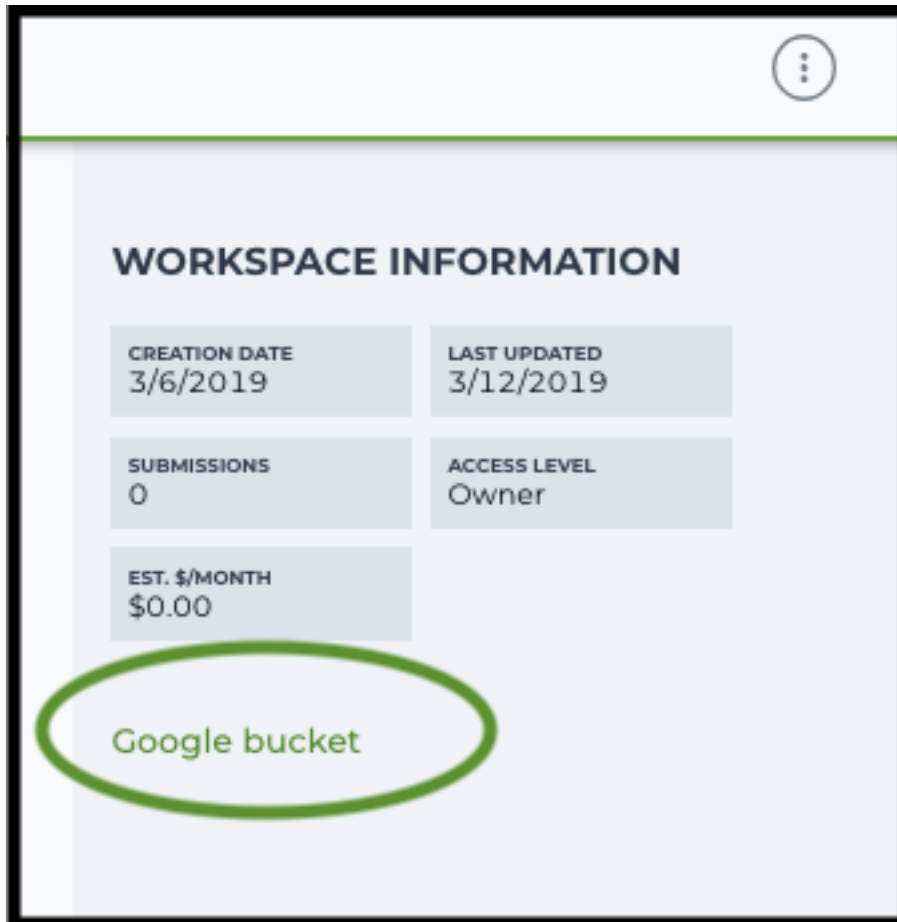 WORKSPACE INFORMATION
CREATION DATE
3/6/2019
LAST UPDATED
3/12/2019
SUBMISSIONS
0
ACCESS LEVEL
Owner
EST. $/MONTH
$0.00
Google bucket